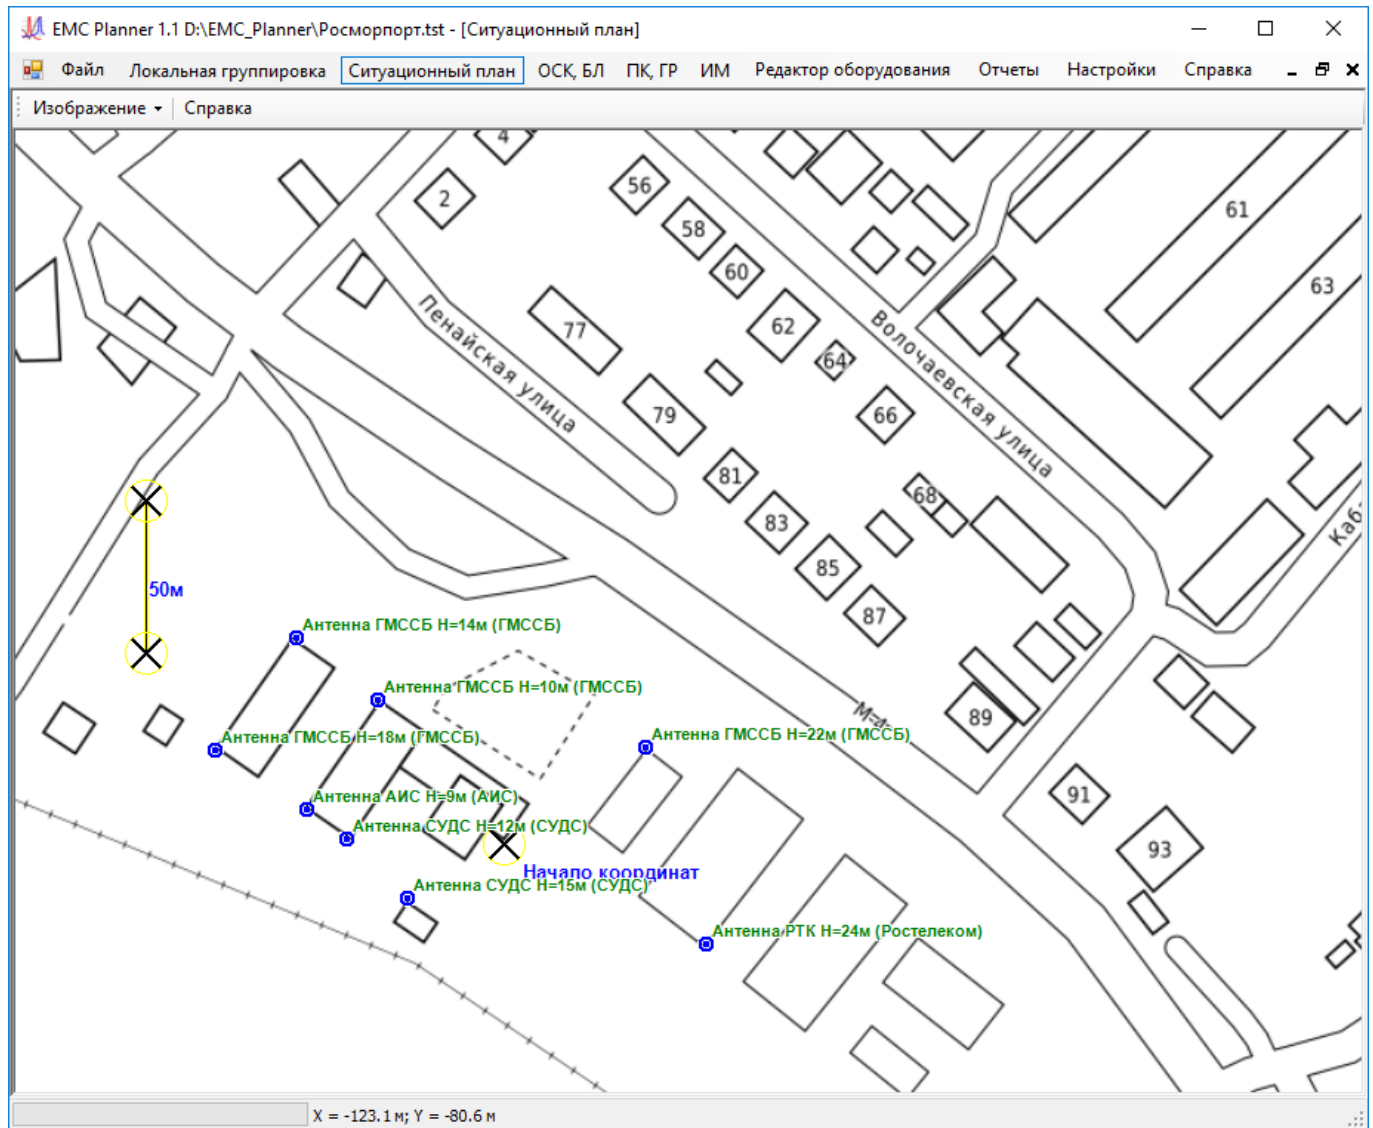 EMC Planner 1.1 D:\EMC_Planner\Росморпорт.tst - [Ситуационный план]
Файл Локальная группировка Ситуационный план ОСК, БЛ ПК, ГР ИМ Редактор оборудования Отчеты Настройки Справка
Изображение Справка
4
2
56
58
60
61
63
62
64
66
77
79
Пенайская улица
Волочаевская улица
81
68
83
85
87
50м
Антенна ГМССБ H=14м (ГМССБ)
Антенна ГМССБ H=10м (ГМССБ)
Антенна ГМССБ H=18м (ГМССБ)
Антенна ГМССБ H=22м (ГМССБ)
89
91
93
Антенна АИС H=9м (АИС)
Антенна СУДС H=12м (СУДС)
Начало координат
Антенна СУДС H=15м (СУДС)
Антенна РТК H=24м (Ростелеком)
X = -123.1 м; Y = -80.6 м